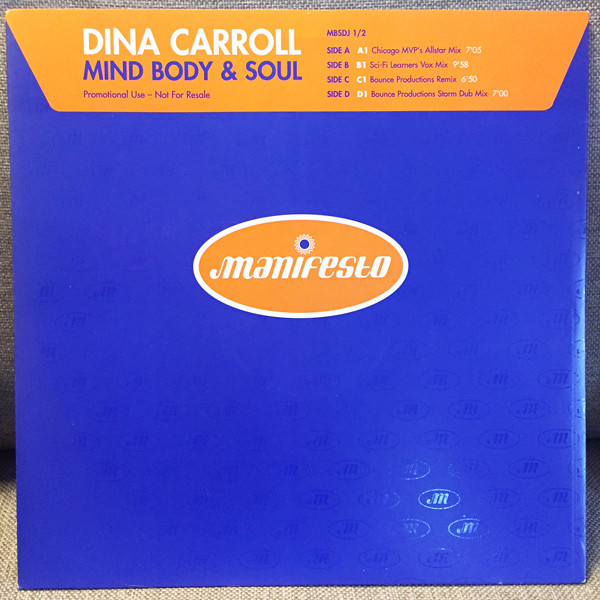 DINA CARROLL
MIND BODY & SOUL
Promotional Use – Not For Resale
MBSDJ 1/2
SIDE A A1 Chicago MVP's Allstar Mix 7'05
SIDE B B1 Sci-Fi Learners Vox Mix 9'58
SIDE C C1 Bounce Productions Remix 6'50
SIDE D D1 Bounce Productions Storm Dub Mix 7'00
manifesto
M